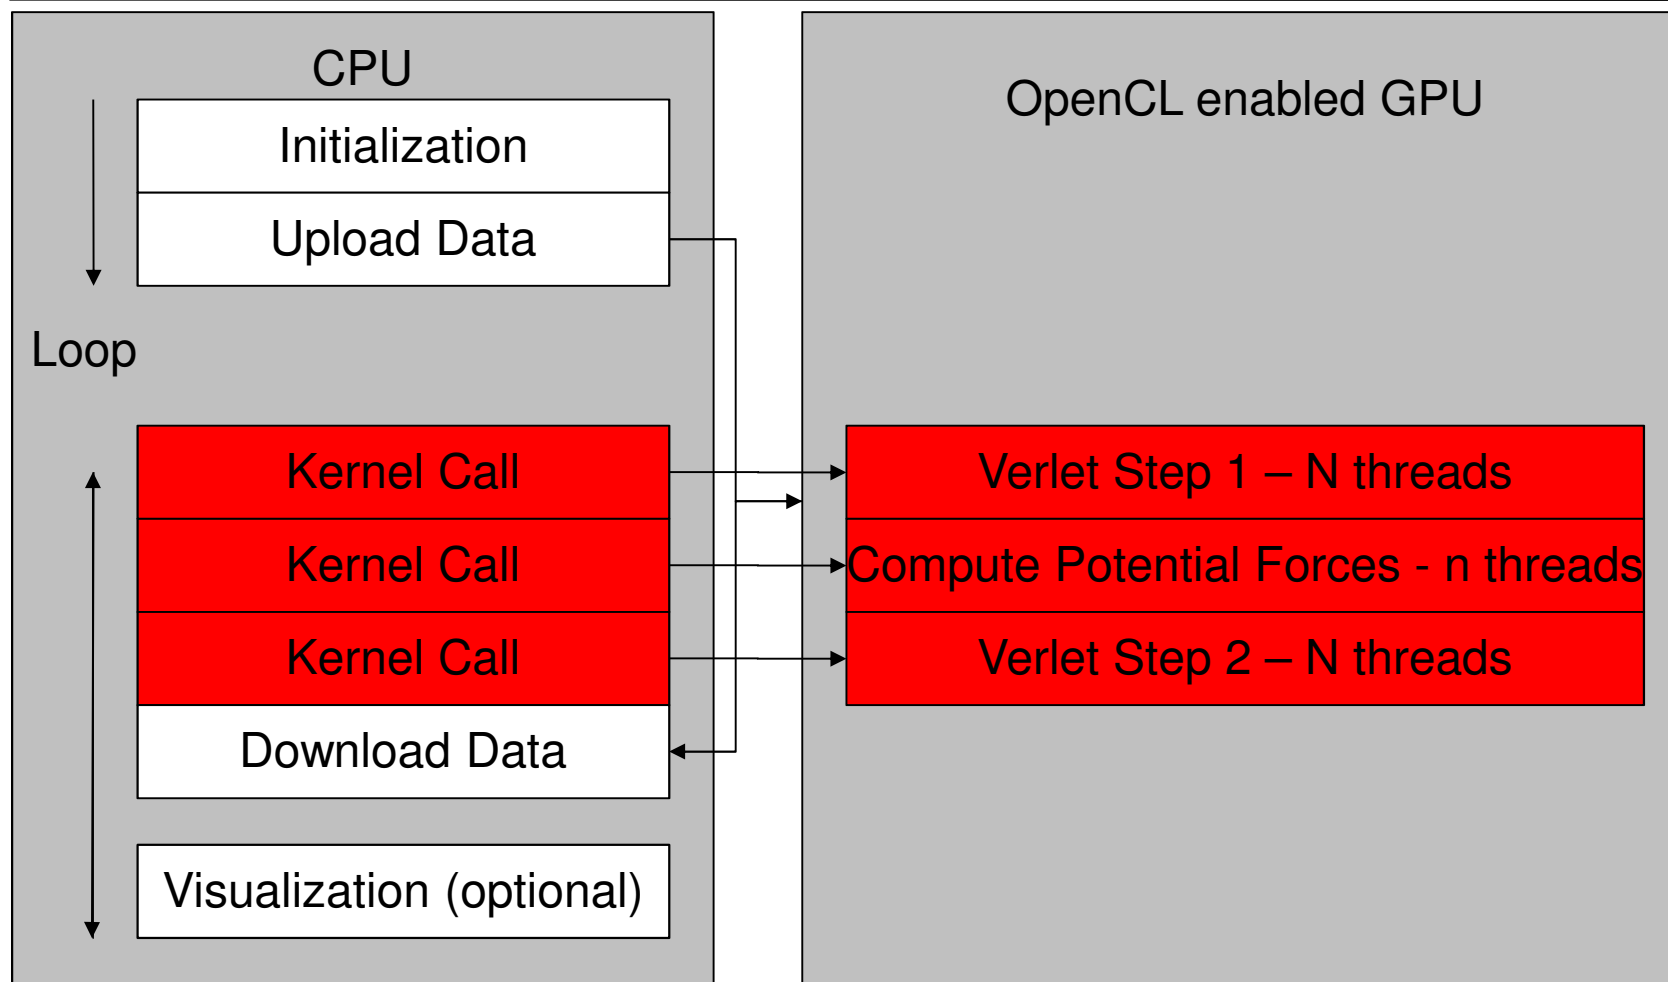 CPU
Initialization
Upload Data
Loop
Kernel Call
Kernel Call
Kernel Call
Download Data
Visualization (optional)
OpenCL enabled GPU
Verlet Step 1 – N threads
Compute Potential Forces - n threads
Verlet Step 2 – N threads